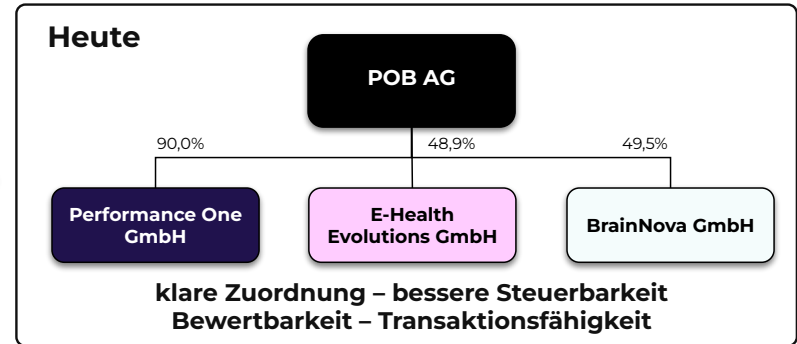 Heute
POB AG
90,0%
48,9%
49,5%
Performance One
GmbH
E-Health
Evolutions GmbH
BrainNova GmbH
klare Zuordnung – bessere Steuerbarkeit
Bewertbarkeit – Transaktionsfähigkeit